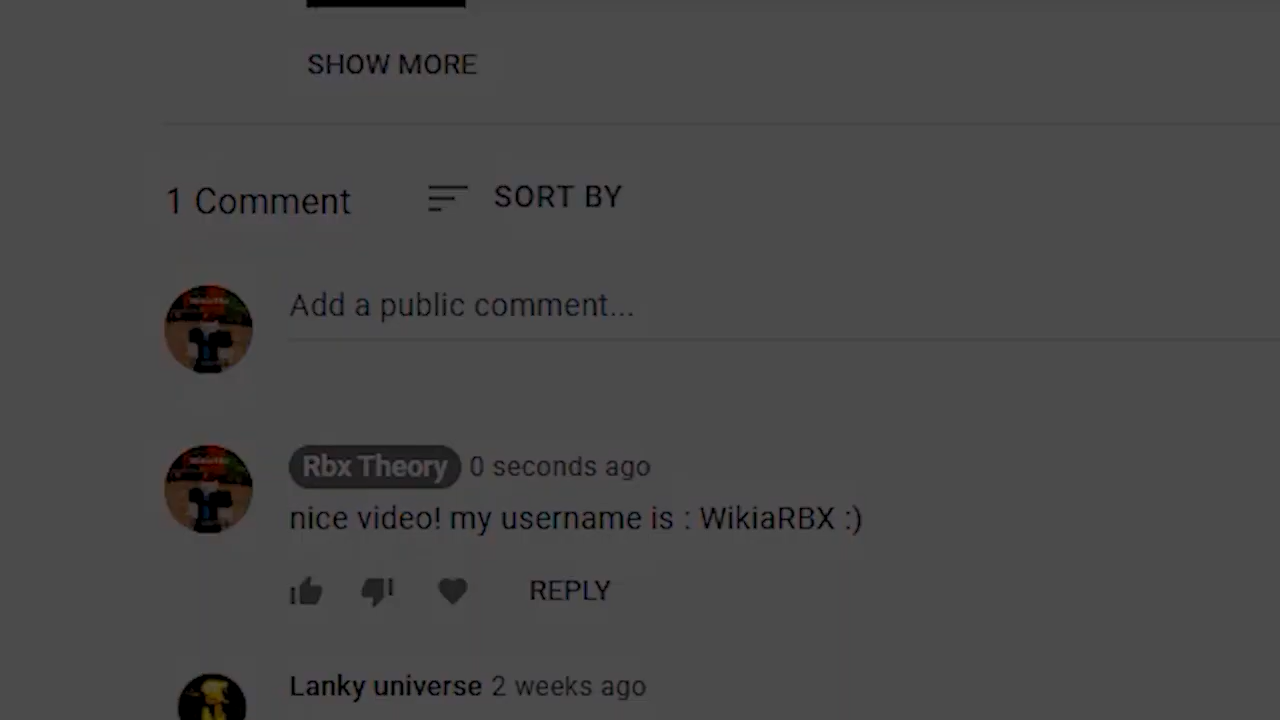 SHOW MORE
1 Comment
SORT BY
Add a public comment...
Rbx Theory 0 seconds ago
nice video! my username is : WikiaRBX :)
REPLY
Lanky universe 2 weeks ago